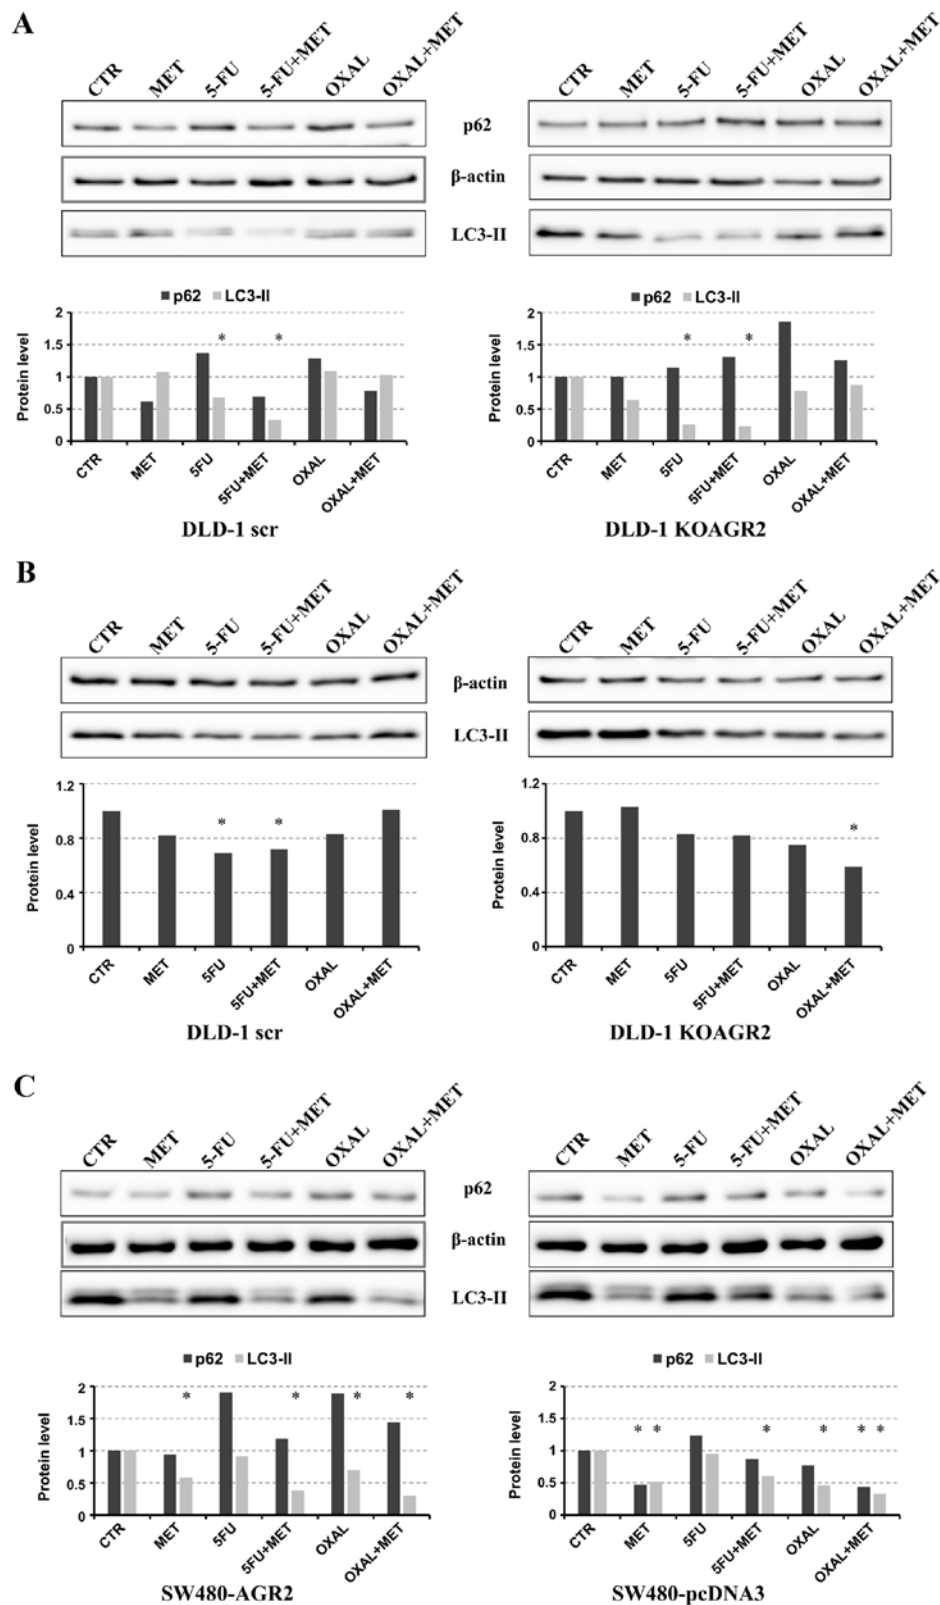 A
CTR MET 5-FU 5-FU+MET OXAL OXAL+MET
CTR MET 5-FU 5-FU+MET OXAL OXAL+MET
p62
β-actin
LC3-II
p62 LC3-II
Protein level
2
1.5
1
0.5
0
* *
CTR MET 5FU 5FU+MET OXAL OXAL+MET
DLD-1 scr
p62 LC3-II
Protein level
2
1.5
1
0.5
0
* *
CTR MET 5FU 5FU+MET OXAL OXAL+MET
DLD-1 KOAGR2
B
CTR MET 5-FU 5-FU+MET OXAL OXAL+MET
CTR MET 5-FU 5-FU+MET OXAL OXAL+MET
β-actin
LC3-II
Protein level
1.2
0.8
0.4
0
* *
CTR MET 5FU 5FU+MET OXAL OXAL+MET
DLD-1 scr
Protein level
1.2
0.8
0.4
0
*
CTR MET 5FU 5FU+MET OXAL OXAL+MET
DLD-1 KOAGR2
C
CTR MET 5-FU 5-FU+MET OXAL OXAL+MET
CTR MET 5-FU 5-FU+MET OXAL OXAL+MET
p62
β-actin
LC3-II
p62 LC3-II
Protein level
2
1.5
1
0.5
0
* * * *
CTR MET 5FU 5FU+MET OXAL OXAL+MET
SW480-AGR2
p62 LC3-II
Protein level
2
1.5
1
0.5
0
* * * * * *
CTR MET 5FU 5FU+MET OXAL OXAL+MET
SW480-pcDNA3